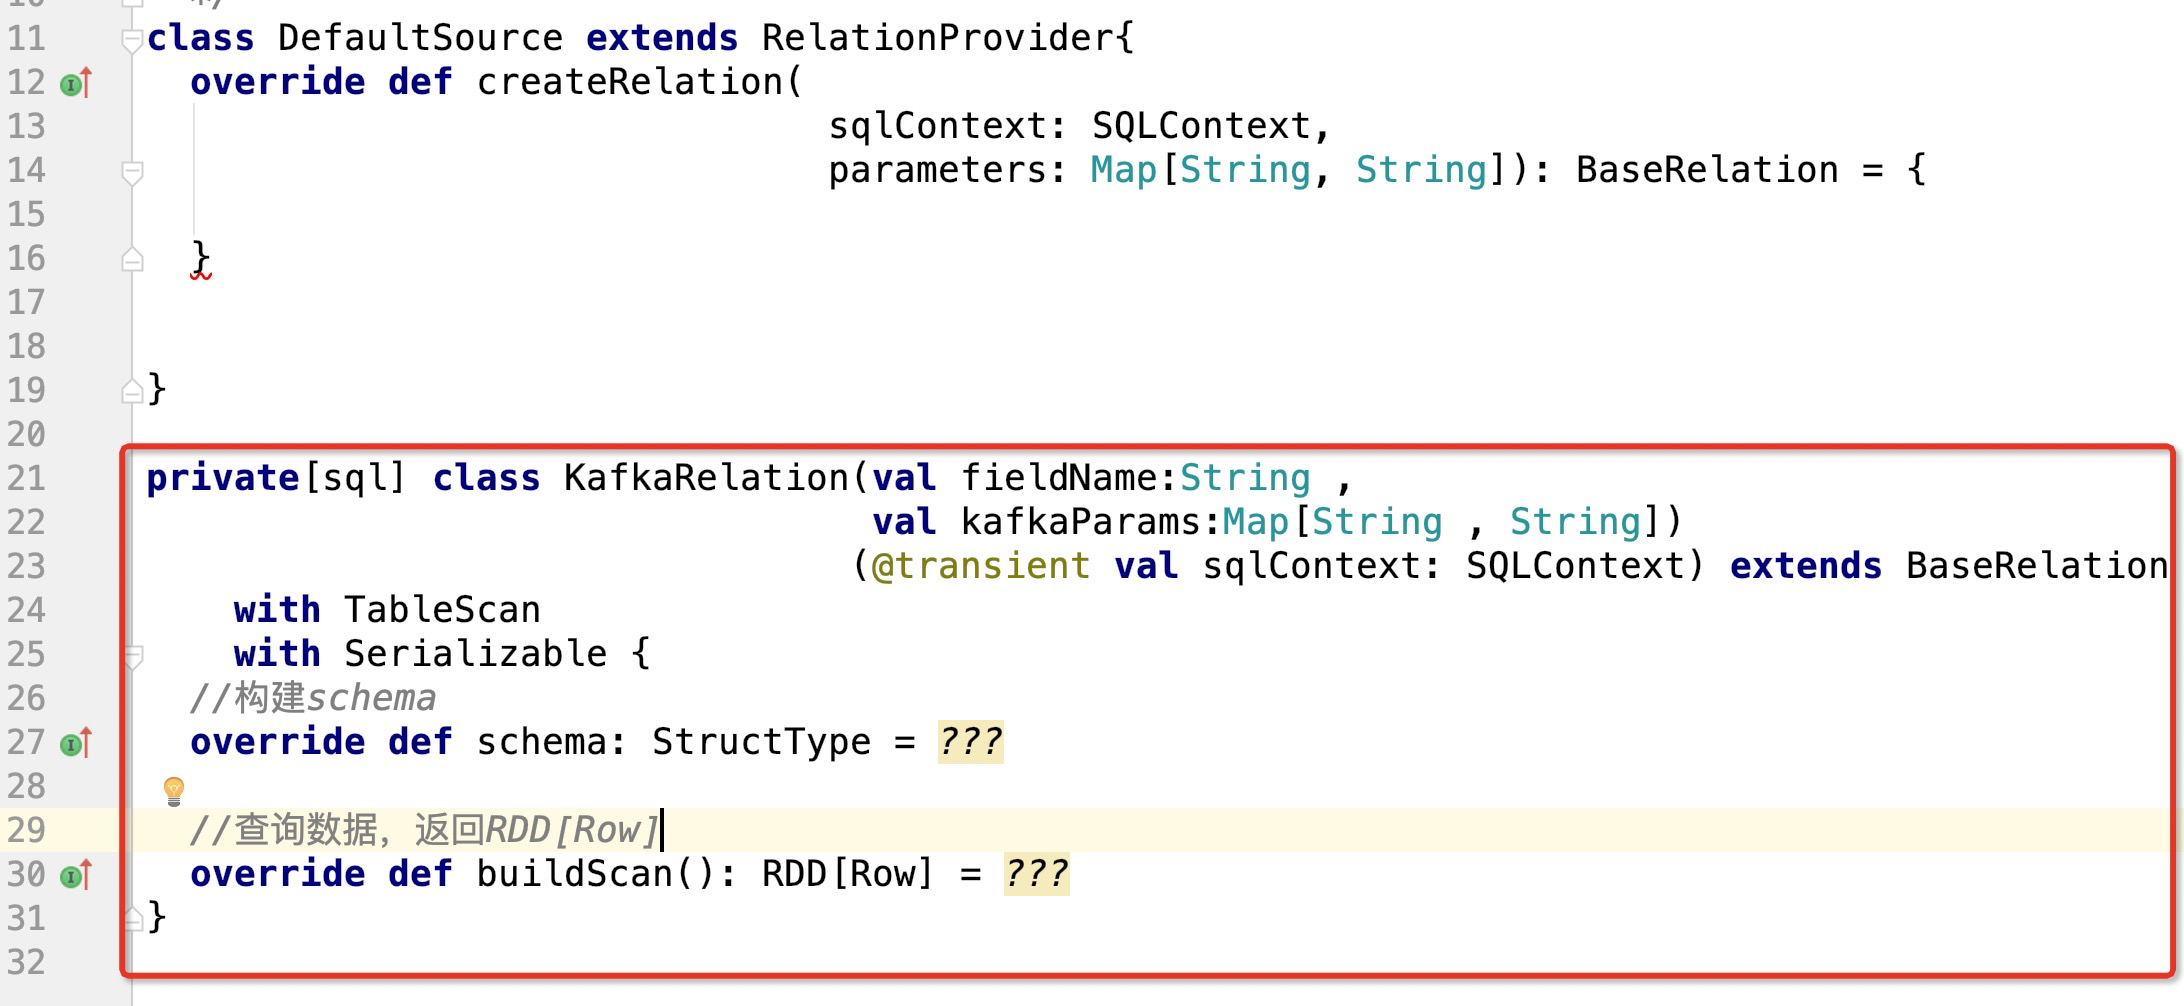 */
11 class DefaultSource extends RelationProvider{
12 override def createRelation(
13 sqlContext: SQLContext,
14 parameters: Map[String, String]): BaseRelation = {
15
16 }
17
18
19 }
20
21 private[sql] class KafkaRelation(val fieldName:String ,
22 val kafkaParams:Map[String , String])
23 (@transient val sqlContext: SQLContext) extends BaseRelation
24 with TableScan
25 with Serializable {
26 //构建schema
27 override def schema: StructType = ???
28
29 //查询数据，返回RDD[Row]
30 override def buildScan(): RDD[Row] = ???
31 }
32